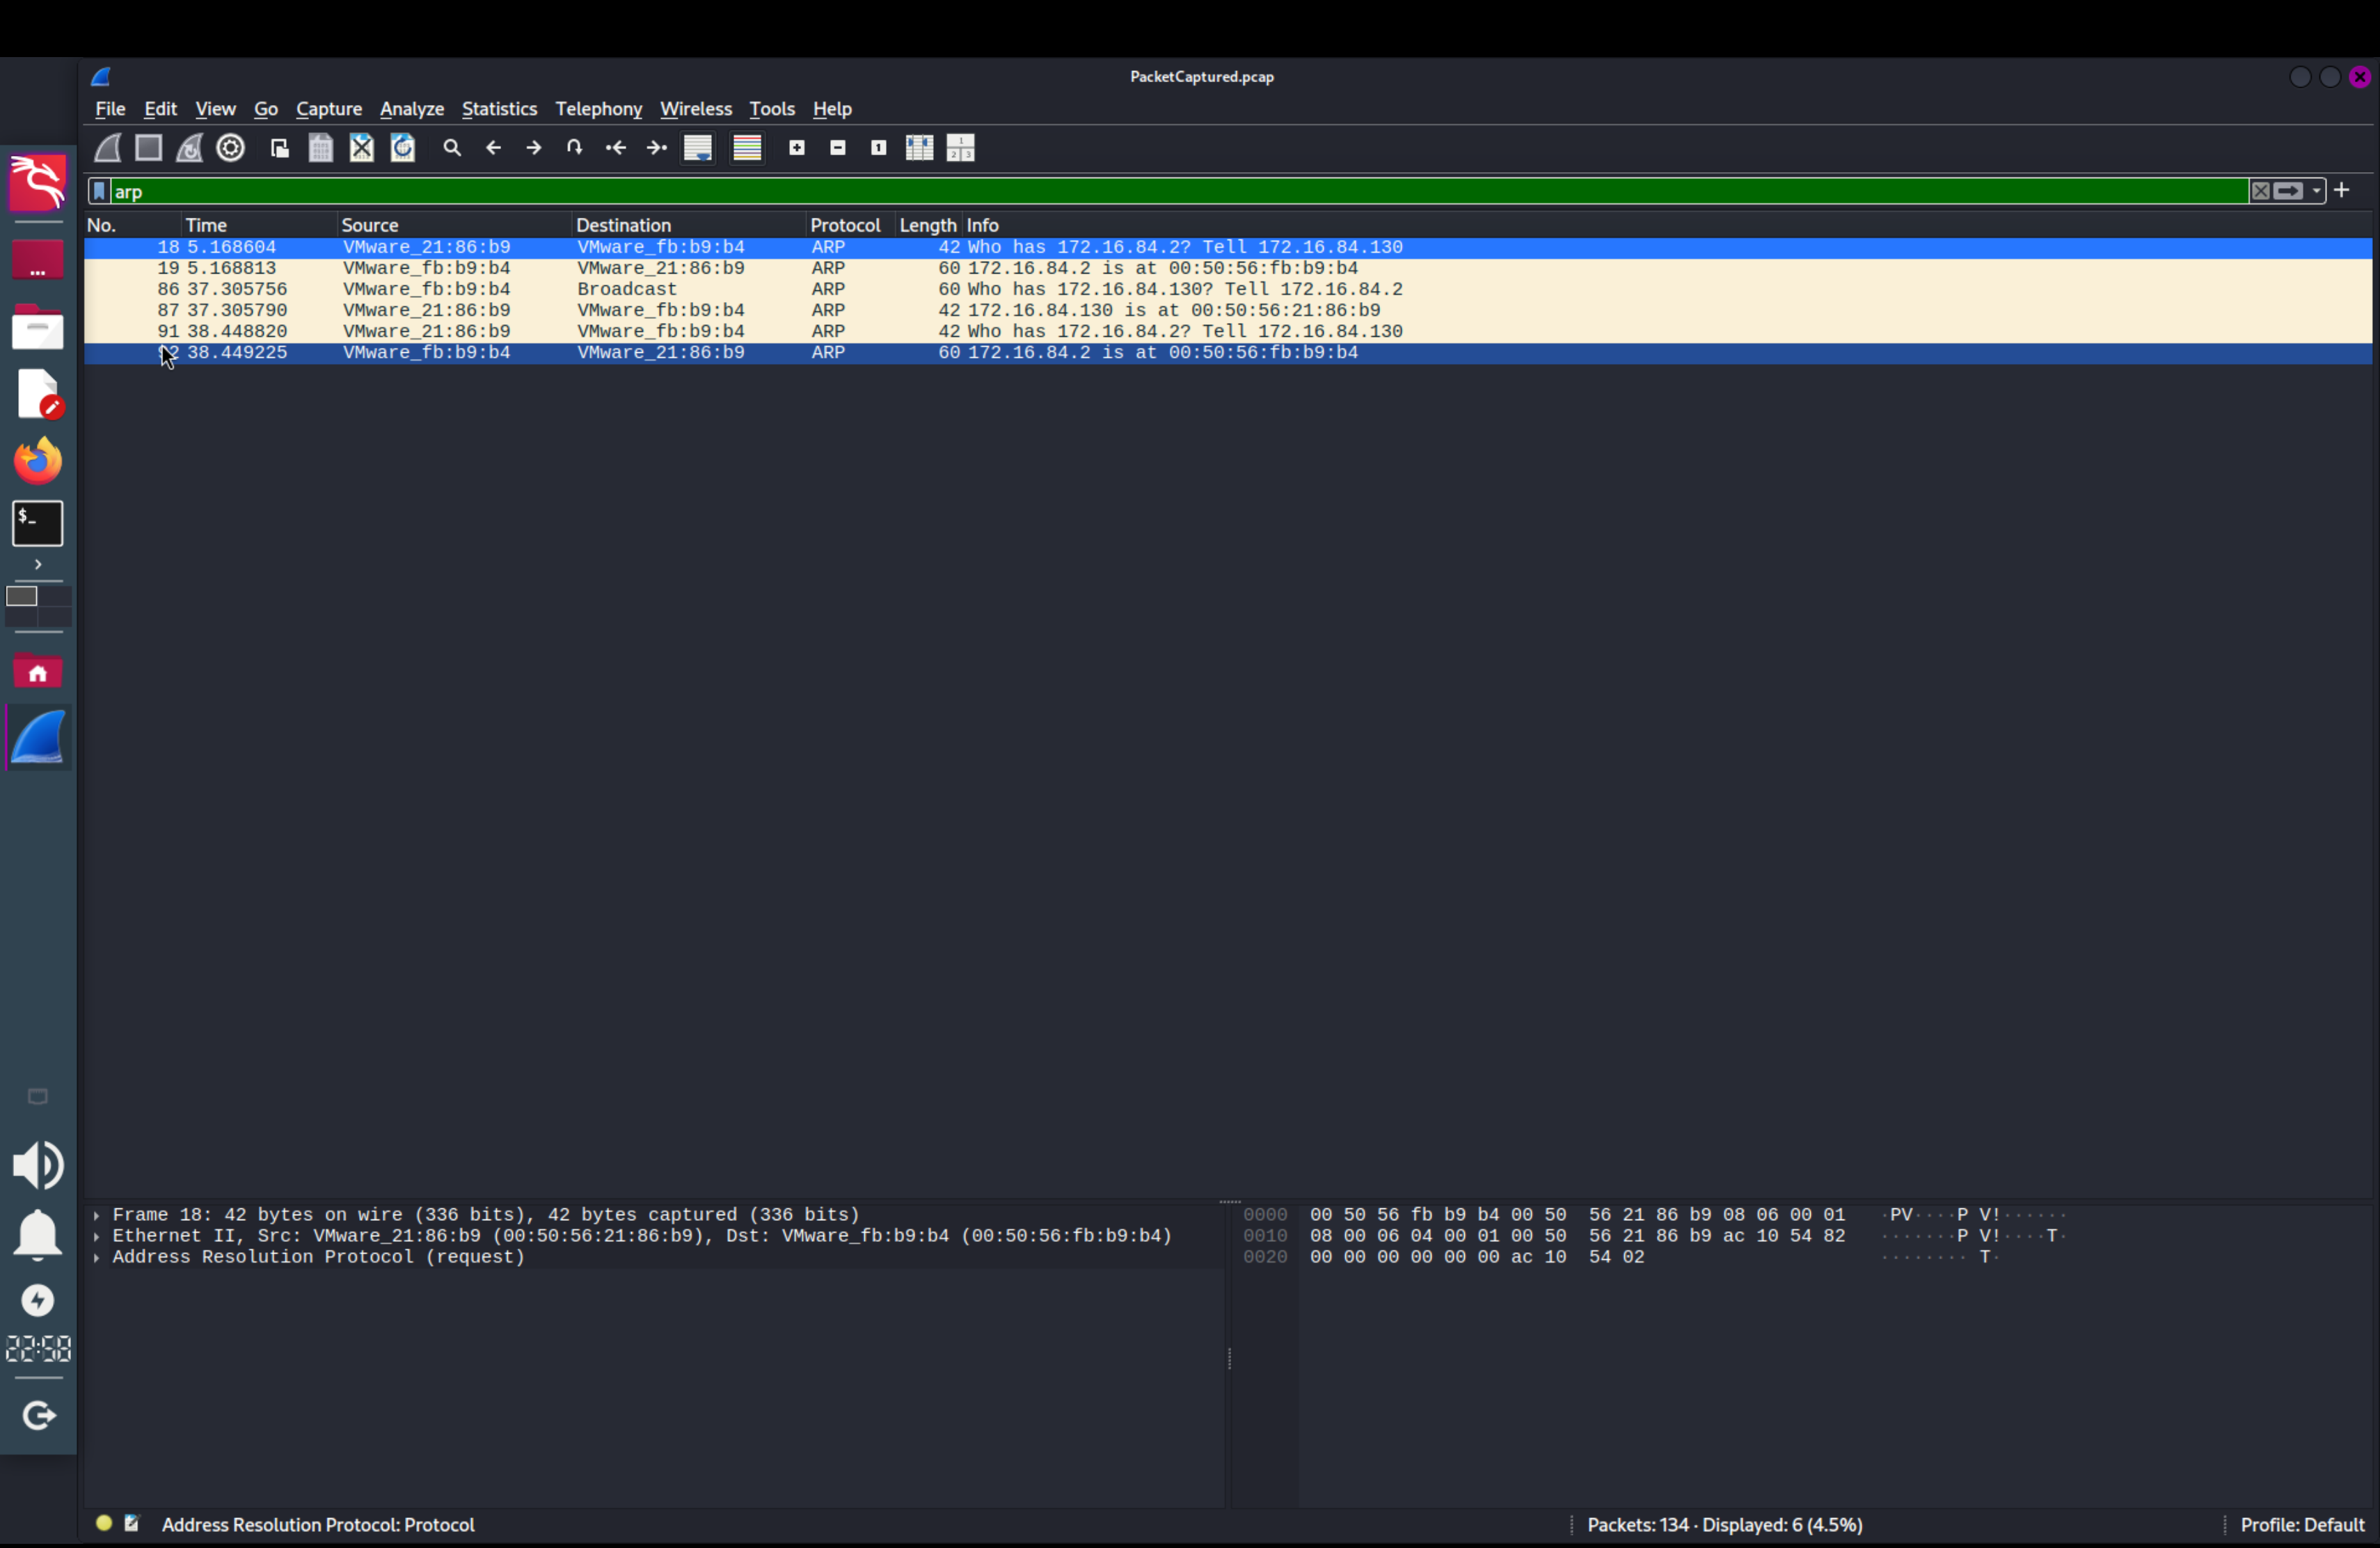 PacketCaptured.pcap
File Edit View Go Capture Analyze Statistics Telephony Wireless Tools Help
arp
No. Time Source Destination Protocol Length Info
18 5.168604 VMware_21:86:b9 VMware_fb:b9:b4 ARP 42 Who has 172.16.84.2? Tell 172.16.84.130
19 5.168813 VMware_fb:b9:b4 VMware_21:86:b9 ARP 60 172.16.84.2 is at 00:50:56:fb:b9:b4
86 37.305756 VMware_fb:b9:b4 Broadcast ARP 60 Who has 172.16.84.130? Tell 172.16.84.2
87 37.305790 VMware_21:86:b9 VMware_fb:b9:b4 ARP 42 172.16.84.130 is at 00:50:56:21:86:b9
91 38.448820 VMware_21:86:b9 VMware_fb:b9:b4 ARP 42 Who has 172.16.84.2? Tell 172.16.84.130
38.449225 VMware_fb:b9:b4 VMware_21:86:b9 ARP 60 172.16.84.2 is at 00:50:56:fb:b9:b4
$_
Frame 18: 42 bytes on wire (336 bits), 42 bytes captured (336 bits)
Ethernet II, Src: VMware_21:86:b9 (00:50:56:21:86:b9), Dst: VMware_fb:b9:b4 (00:50:56:fb:b9:b4)
Address Resolution Protocol (request)
0000 00 50 56 fb b9 b4 00 50 56 21 86 b9 08 06 00 01 ·PV····P V!······
0010 08 00 06 04 00 01 00 50 56 21 86 b9 ac 10 54 82 ·······P V!····T·
0020 00 00 00 00 00 00 ac 10 54 02 ········ T·
22:58
Address Resolution Protocol: Protocol
Packets: 134 · Displayed: 6 (4.5%)
Profile: Default